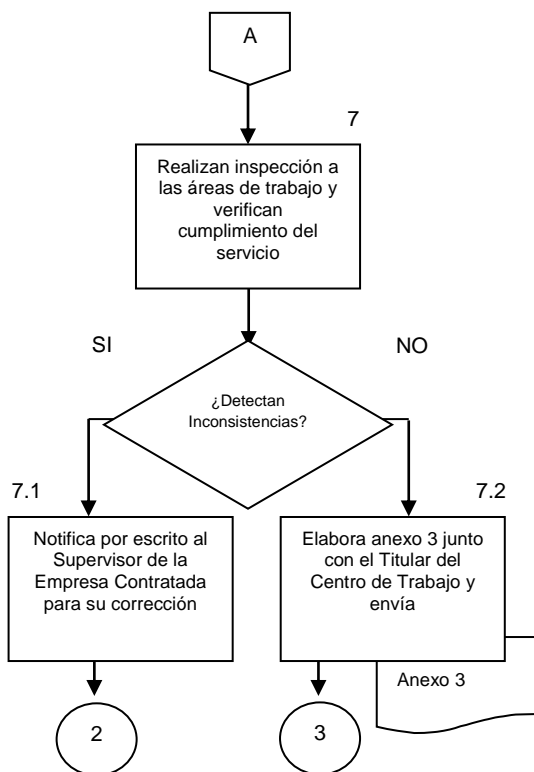 A
7
Realizan inspección a
las áreas de trabajo y
verifican
cumplimiento del
servicio
SI
NO
¿Detectan
Inconsistencias?
7.1
7.2
Notifica por escrito al
Supervisor de la
Empresa Contratada
para su corrección
Elabora anexo 3 junto
con el Titular del
Centro de Trabajo y
envía
Anexo 3
2
3